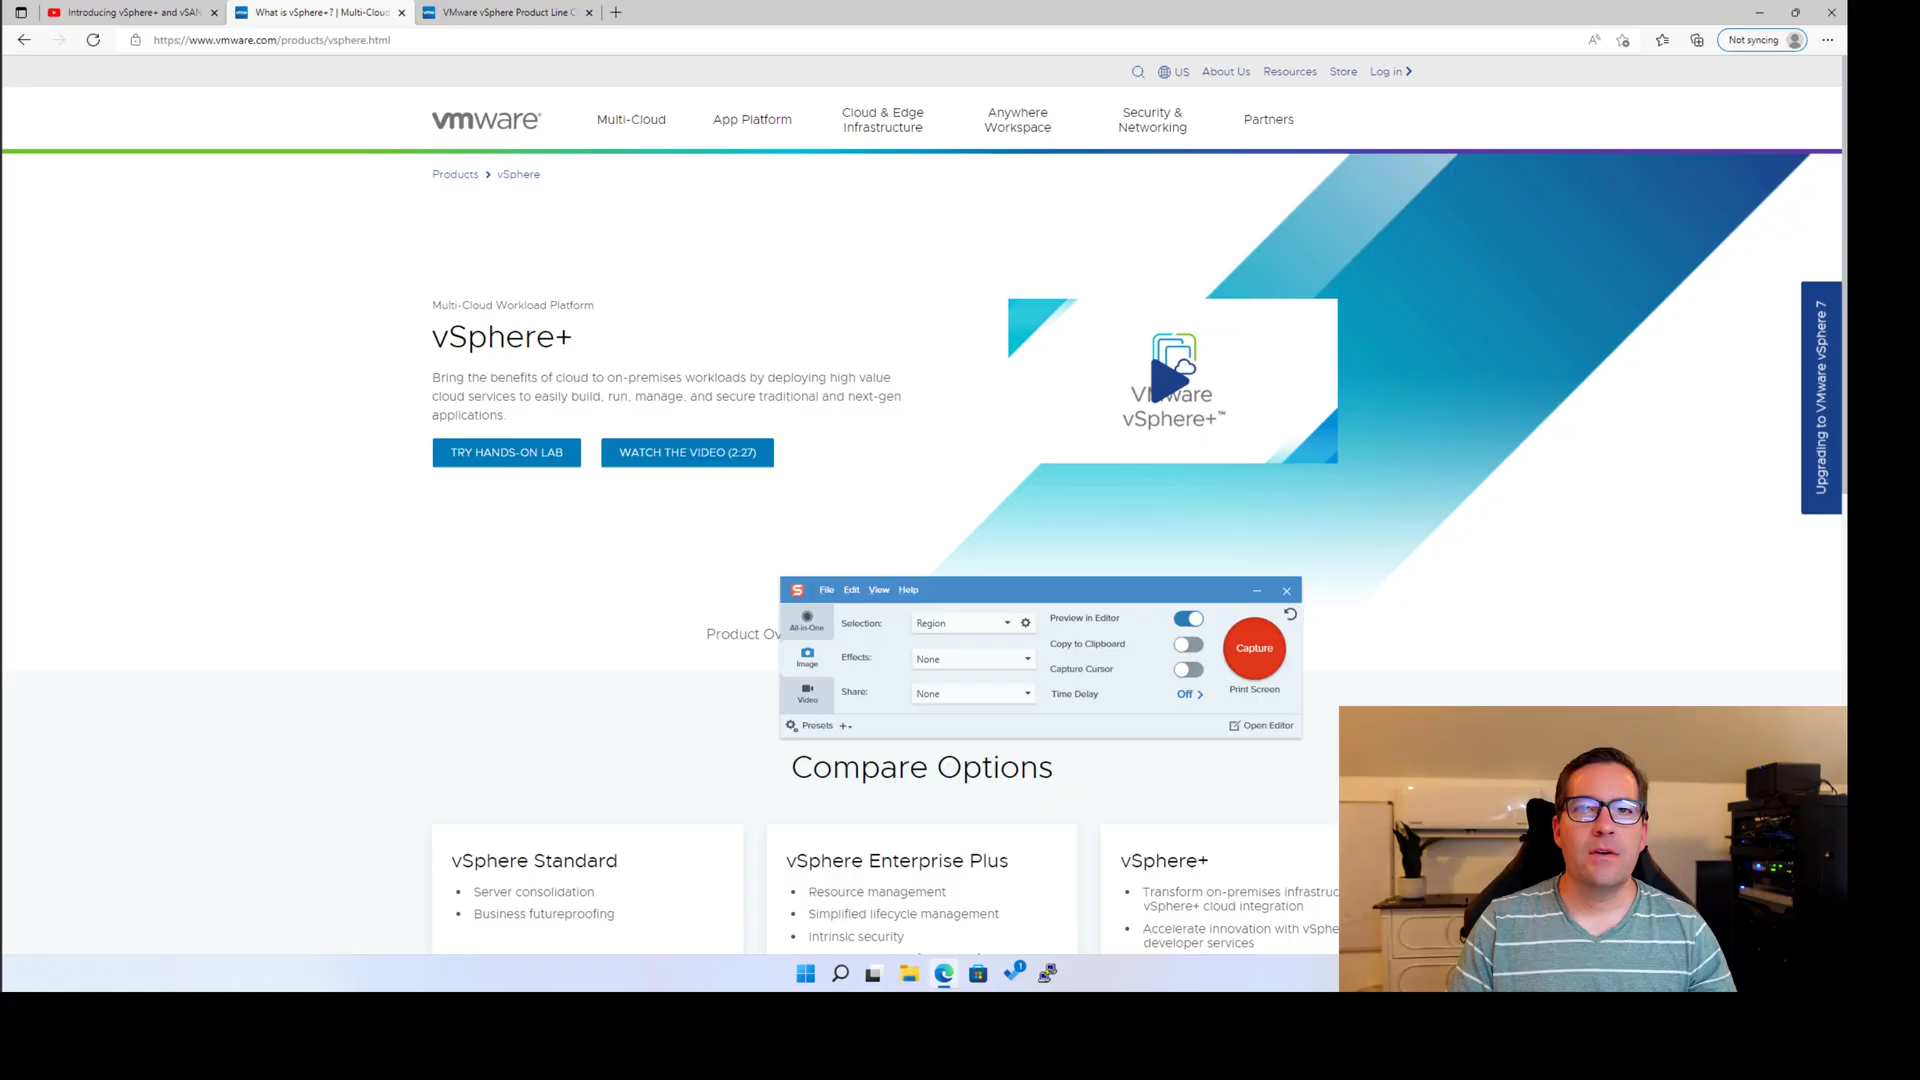 Introducing vSphere+ and vSAN
What is vSphere+? | Multi-Cloud
VMware vSphere Product Line C
https://www.vmware.com/products/vsphere.html
Not syncing
US
About Us
Resources
Store
Log in
vmware
Multi-Cloud
App Platform
Cloud & Edge
Infrastructure
Anywhere
Workspace
Security &
Networking
Partners
Products
vSphere
Multi-Cloud Workload Platform
vSphere+
Bring the benefits of cloud to on-premises workloads by deploying high value
cloud services to easily build, run, manage, and secure traditional and next-gen
applications.
TRY HANDS-ON LAB
WATCH THE VIDEO (2:27)
VMware
vSphere+™
Upgrading to VMware vSphere 7
Product Ov
S
File
Edit
View
Help
All-in-One
Image
Video
Selection:
Region
Effects:
None
Share:
None
Preview in Editor
Copy to Clipboard
Capture Cursor
Time Delay
Off
Capture
Print Screen
Presets
Open Editor
Compare Options
vSphere Standard
• Server consolidation
• Business futureproofing
vSphere Enterprise Plus
• Resource management
• Simplified lifecycle management
• Intrinsic security
vSphere+
• Transform on-premises infrastruc
vSphere+ cloud integration
• Accelerate innovation with vSphe
developer services
1